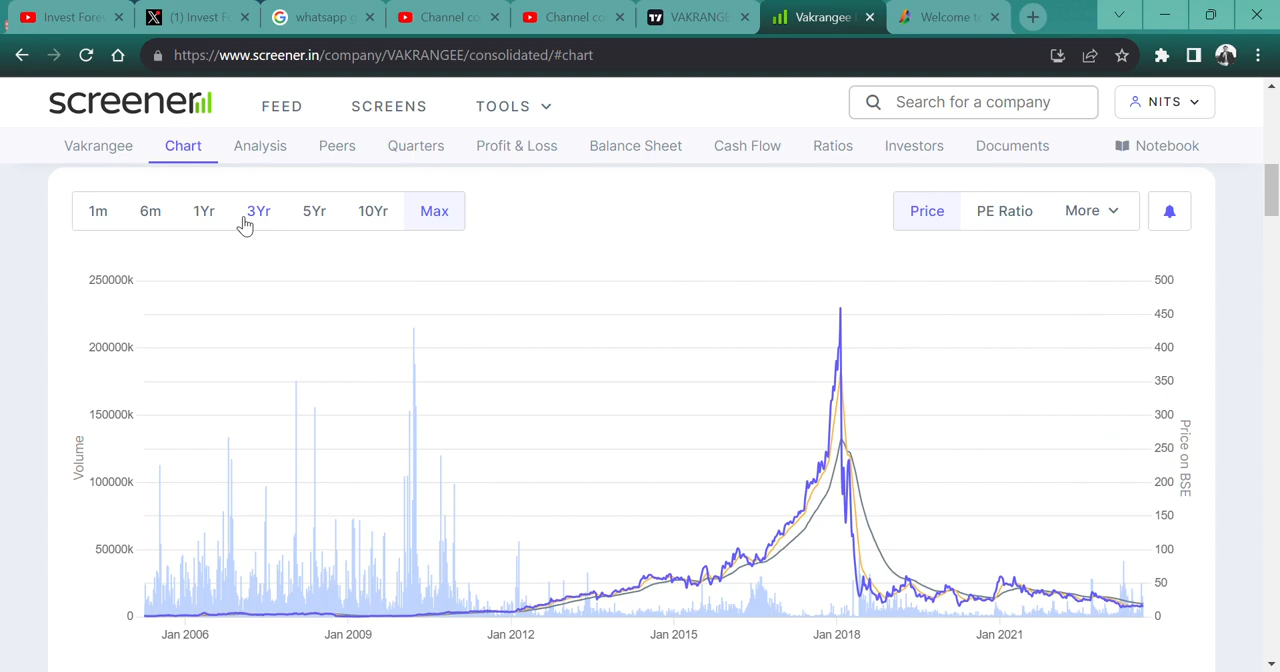 Invest Fore
(1) Invest F
whatsapp g
Channel co
Channel co
VAKRANGE
Vakrangee
Welcome to
https://www.screener.in/company/VAKRANGEE/consolidated/#chart
screener
FEED
SCREENS
TOOLS
Search for a company
NITS
Vakrangee
Chart
Analysis
Peers
Quarters
Profit & Loss
Balance Sheet
Cash Flow
Ratios
Investors
Documents
Notebook
1m
6m
1Yr
3Yr
5Yr
10Yr
Max
Price
PE Ratio
More
250000k
200000k
150000k
100000k
50000k
0
Volume
500
450
400
350
300
250
200
150
100
50
0
Price on BSE
Jan 2006
Jan 2009
Jan 2012
Jan 2015
Jan 2018
Jan 2021